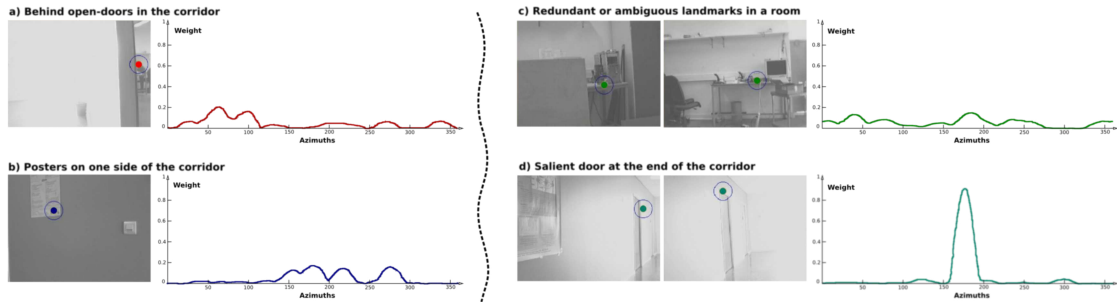 a) Behind open-doors in the corridor
Weight
1
0.8
0.6
0.4
0.2
0
50 100 150 200 250 300 350
Azimuths
b) Posters on one side of the corridor
Weight
1
0.8
0.6
0.4
0.2
0
50 100 150 200 250 300 350
Azimuths
c) Redundant or ambiguous landmarks in a room
Weight
1
0.8
0.6
0.4
0.2
0
50 100 150 200 250 300 350
Azimuths
d) Salient door at the end of the corridor
Weight
1
0.8
0.6
0.4
0.2
0
50 100 150 200 250 300 350
Azimuths